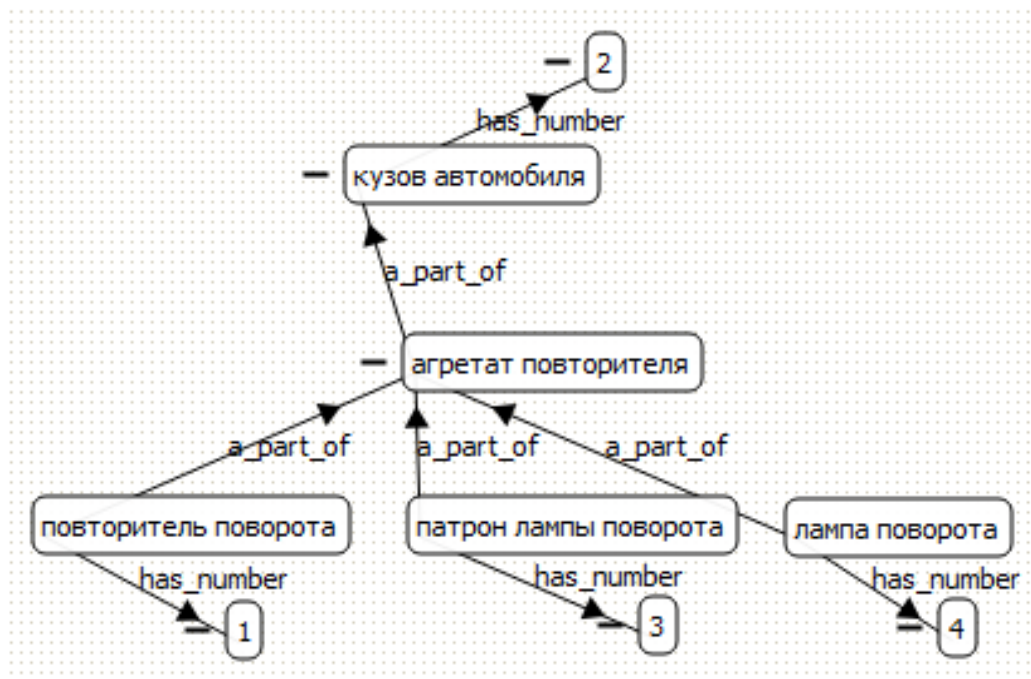 2
has_number
кузов автомобиля
a_part_of
агретат повторителя
a_part_of
a_part_of
a_part_of
повторитель поворота
патрон лампы поворота
лампа поворота
has_number
has_number
has_number
1
3
4